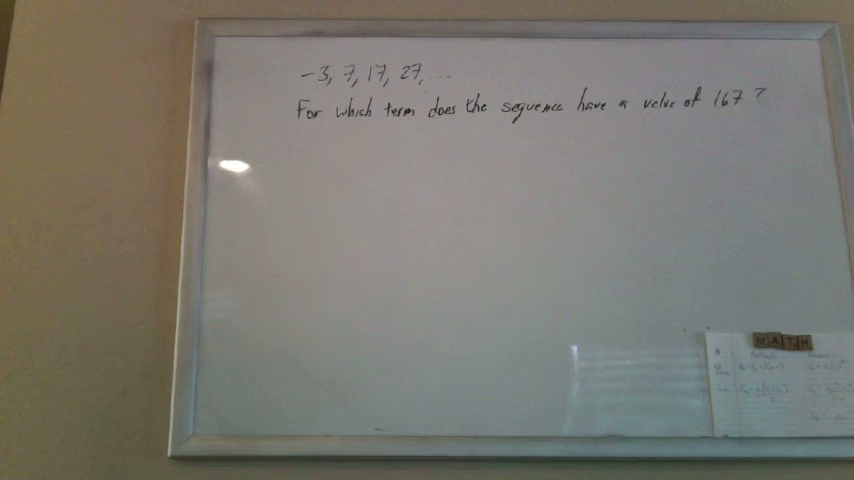 -3, 7, 17, 27, ...
For which term does the sequence have a value of 167?
MATH